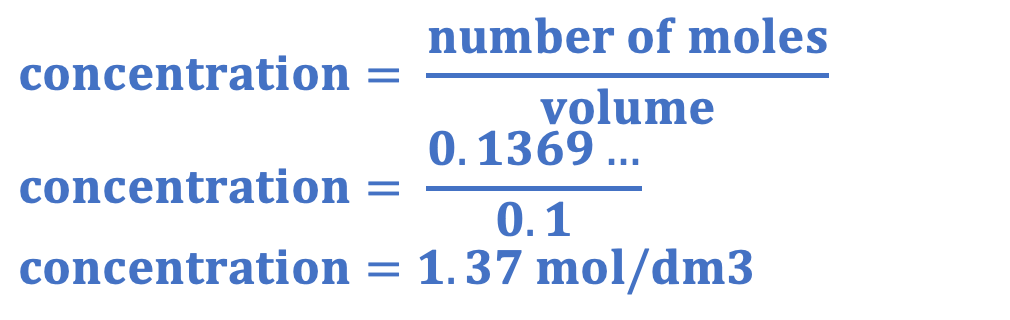 concentration = number of moles / volume
concentration = 0.1369 ... / 0.1
concentration = 1.37 mol/dm3